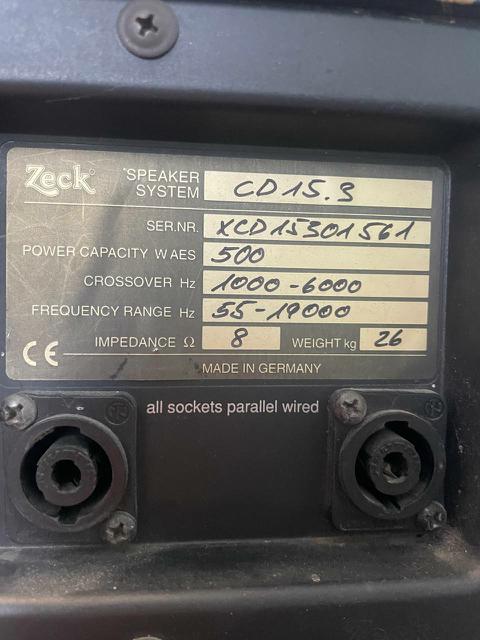 Zeck® SPEAKER SYSTEM CD15.3
SER.NR. XCD15301561
POWER CAPACITY W AES 500
CROSSOVER Hz 1000-6000
FREQUENCY RANGE Hz 55-19000
IMPEDANCE Ω 8 WEIGHT kg 26
CE MADE IN GERMANY
all sockets parallel wired